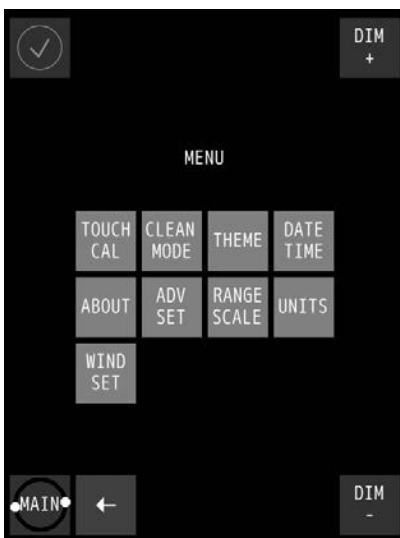 DIM
+
MENU
TOUCH
CAL
CLEAN
MODE
THEME
DATE
TIME
ABOUT
ADV
SET
RANGE
SCALE
UNITS
WIND
SET
MAIN
←
DIM
-